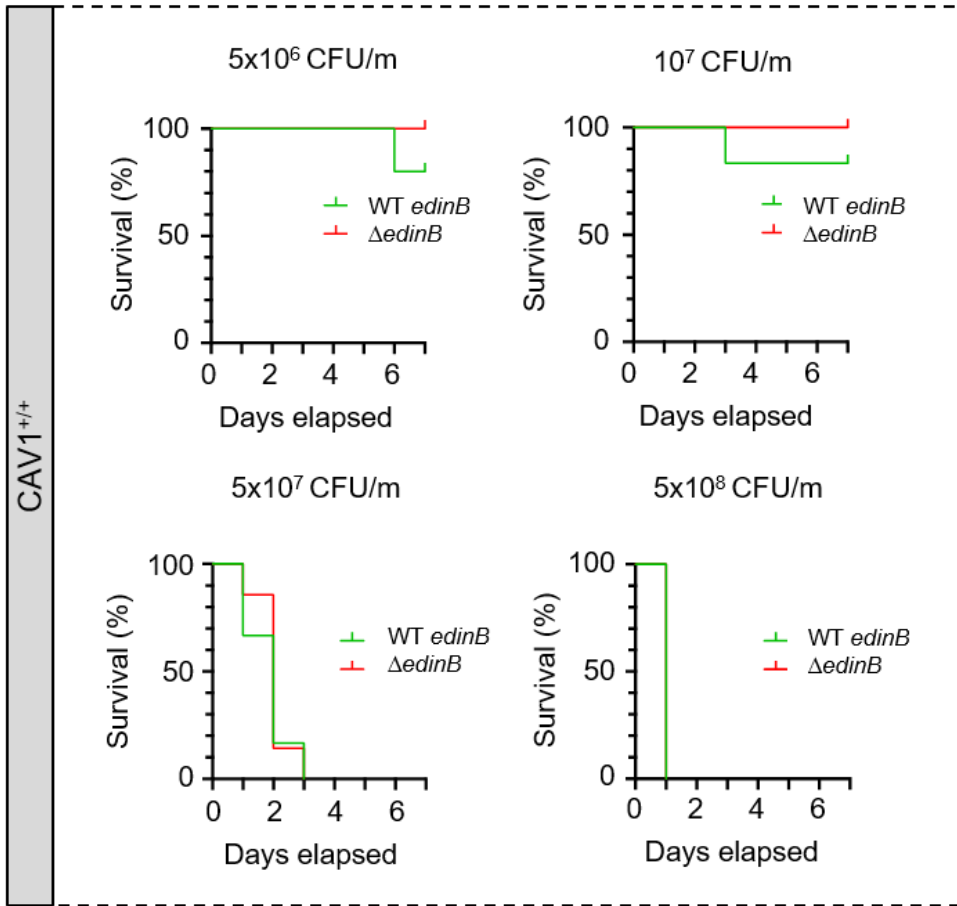 CAV1+/+
5x10⁶ CFU/m
100
50
0
Survival (%)
WT edinB
ΔedinB
0 2 4 6
Days elapsed
10⁷ CFU/m
100
50
0
Survival (%)
WT edinB
ΔedinB
0 2 4 6
Days elapsed
5x10⁷ CFU/m
100
50
0
Survival (%)
WT edinB
ΔedinB
0 2 4 6
Days elapsed
5x10⁸ CFU/m
100
50
0
Survival (%)
WT edinB
ΔedinB
0 2 4 6
Days elapsed